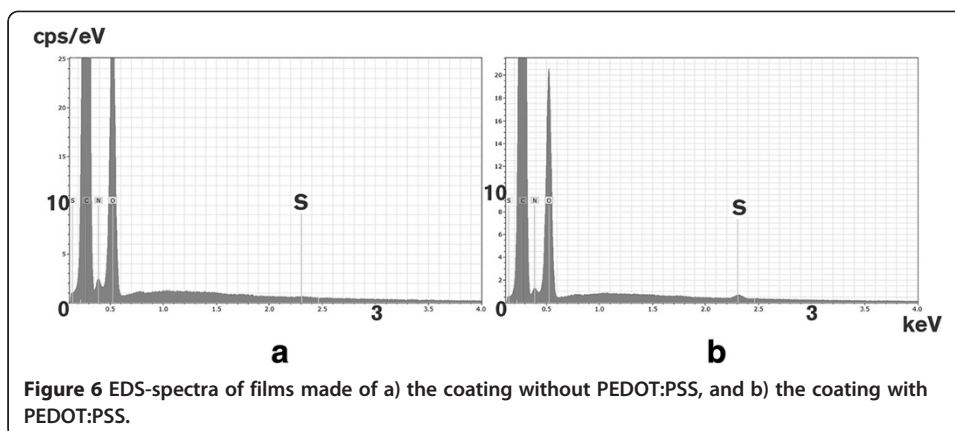 cps/eV
25
20
15
10
5
0
S C N O
S
0.5 1.0 1.5 2.0 2.5 3 3.5 4.0
a
20
18
16
14
12
10
8
6
4
2
0
S C N O
S
0.5 1.0 1.5 2.0 2.5 3 3.5 4.0
keV
b
Figure 6 EDS-spectra of films made of a) the coating without PEDOT:PSS, and b) the coating with
PEDOT:PSS.